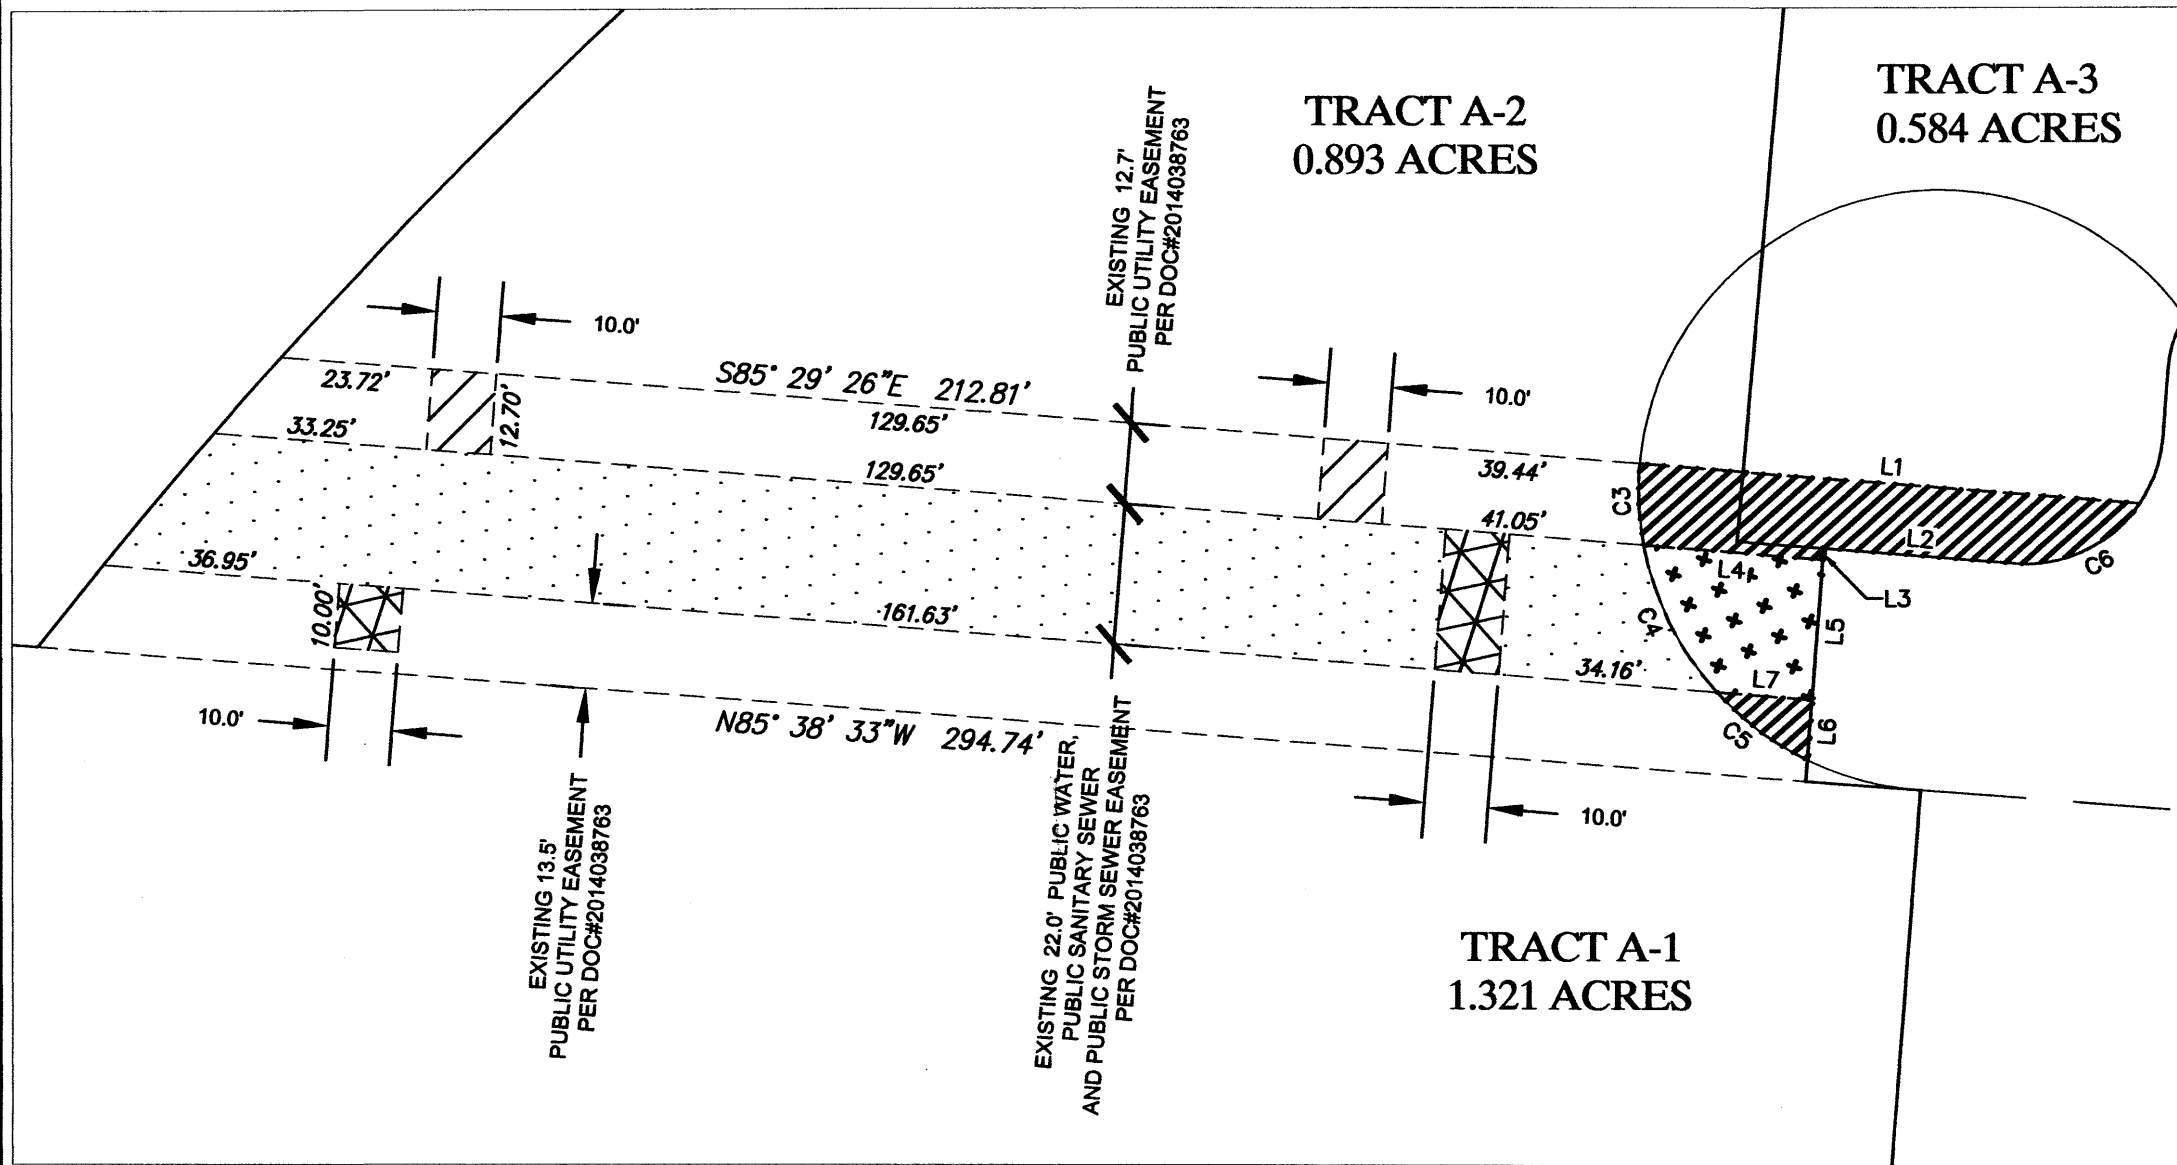 TRACT A-2
0.893 ACRES
TRACT A-3
0.584 ACRES
EXISTING 12.7'
PUBLIC UTILITY EASEMENT
PER DOC#2014038763
10.0'
10.0'
S85° 29' 26"E 212.81'
23.72'
12.70'
129.65'
33.25'
129.65'
39.44'
41.05'
L1
C3
L2
C6
L4
L3
C4
L5
36.95'
10.00'
161.63'
34.16'
L7
L6
C5
10.0'
N85° 38' 33"W 294.74'
10.0'
EXISTING 13.5'
PUBLIC UTILITY EASEMENT
PER DOC#2014038763
EXISTING 22.0' PUBLIC WATER,
PUBLIC SANITARY SEWER
AND PUBLIC STORM SEWER EASEMENT
PER DOC#2014038763
TRACT A-1
1.321 ACRES